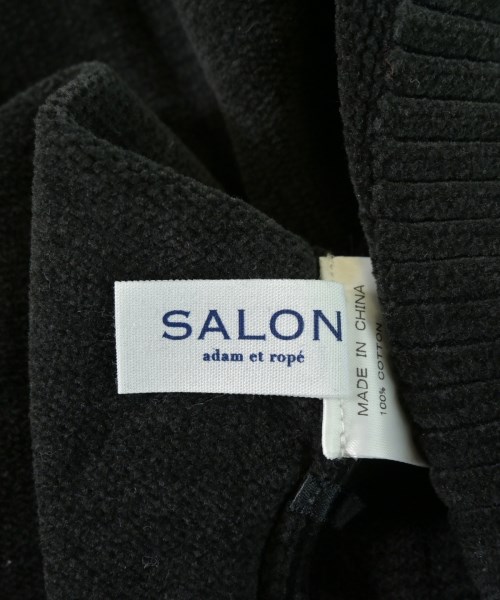 SALON
adam et ropé
MADE IN CHINA
100% COTTON